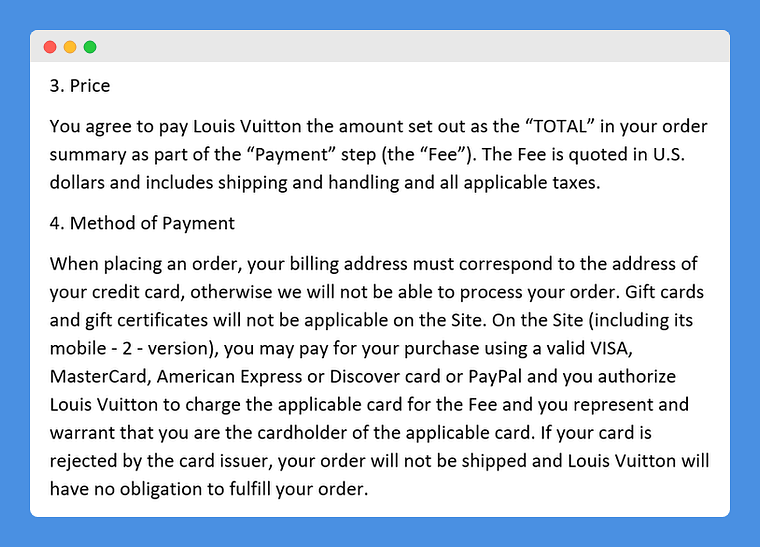 3. Price
You agree to pay Louis Vuitton the amount set out as the “TOTAL” in your order
summary as part of the “Payment” step (the “Fee”). The Fee is quoted in U.S.
dollars and includes shipping and handling and all applicable taxes.
4. Method of Payment
When placing an order, your billing address must correspond to the address of
your credit card, otherwise we will not be able to process your order. Gift cards
and gift certificates will not be applicable on the Site. On the Site (including its
mobile - 2 - version), you may pay for your purchase using a valid VISA,
MasterCard, American Express or Discover card or PayPal and you authorize
Louis Vuitton to charge the applicable card for the Fee and you represent and
warrant that you are the cardholder of the applicable card. If your card is
rejected by the card issuer, your order will not be shipped and Louis Vuitton will
have no obligation to fulfill your order.